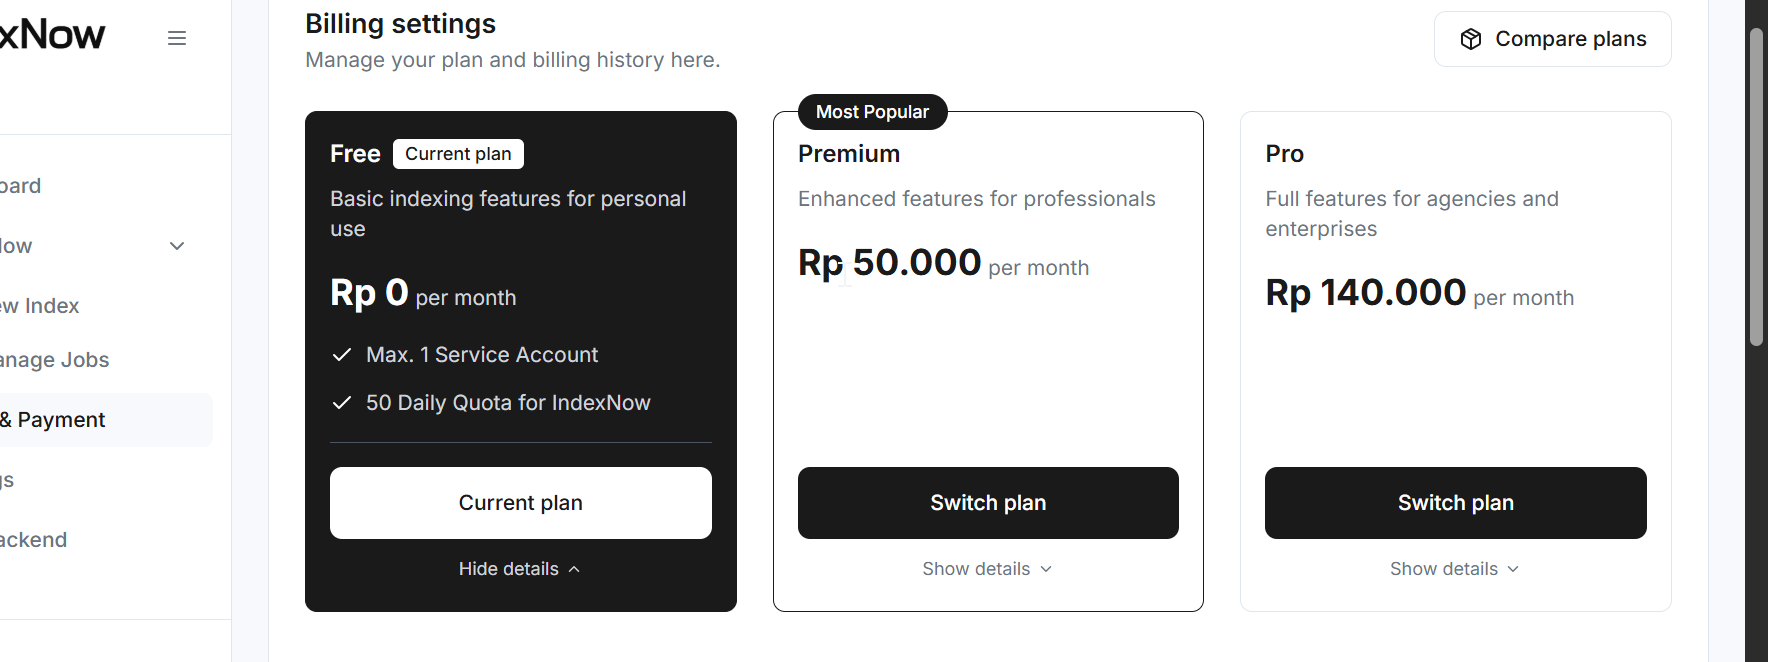 xNow
Billing settings
Manage your plan and billing history here.
Compare plans
oard
low
ew Index
anage Jobs
& Payment
gs
ackend
Free
Current plan
Basic indexing features for personal
use
Rp 0 per month
Max. 1 Service Account
50 Daily Quota for IndexNow
Current plan
Hide details
Most Popular
Premium
Enhanced features for professionals
Rp 50.000 per month
Switch plan
Show details
Pro
Full features for agencies and
enterprises
Rp 140.000 per month
Switch plan
Show details